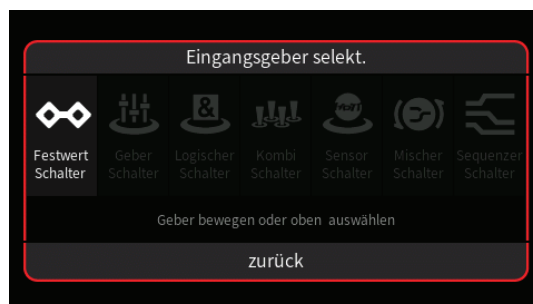 Eingangsgeber selekt.
Festwert Geber Logischer Kombi Sensor Mischer Sequenzer
Schalter Schalter Schalter Schalter Schalter Schalter Schalter
Geber bewegen oder oben auswählen
zurück